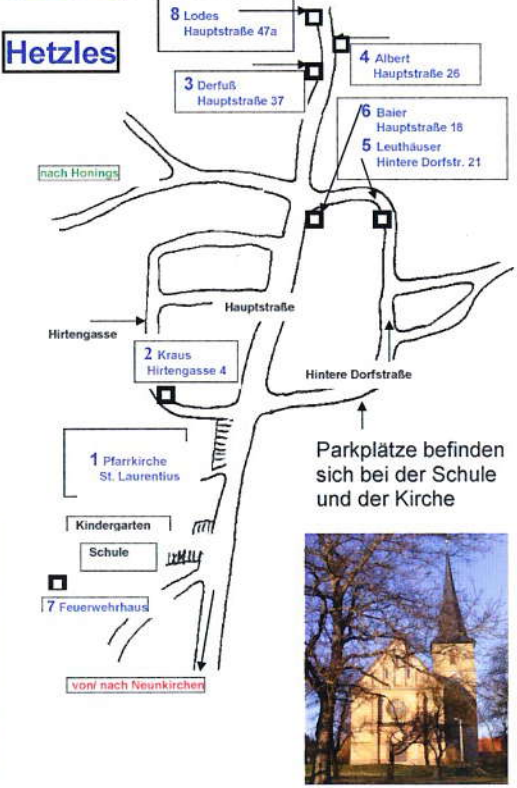 8 Lodes
Hauptstraße 47a
Hetzles
4 Albert
Hauptstraße 26
3 Derfuß
Hauptstraße 37
6 Baier
Hauptstraße 18
5 Leuthäuser
Hintere Dorfstr. 21
nach Honings
Hauptstraße
Hirtengasse
2 Kraus
Hirtengasse 4
Hintere Dorfstraße
Parkplätze befinden
sich bei der Schule
und der Kirche
1 Pfarrkirche
St. Laurentius
Kindergarten
Schule
7 Feuerwehrhaus
von/ nach Neunkirchen